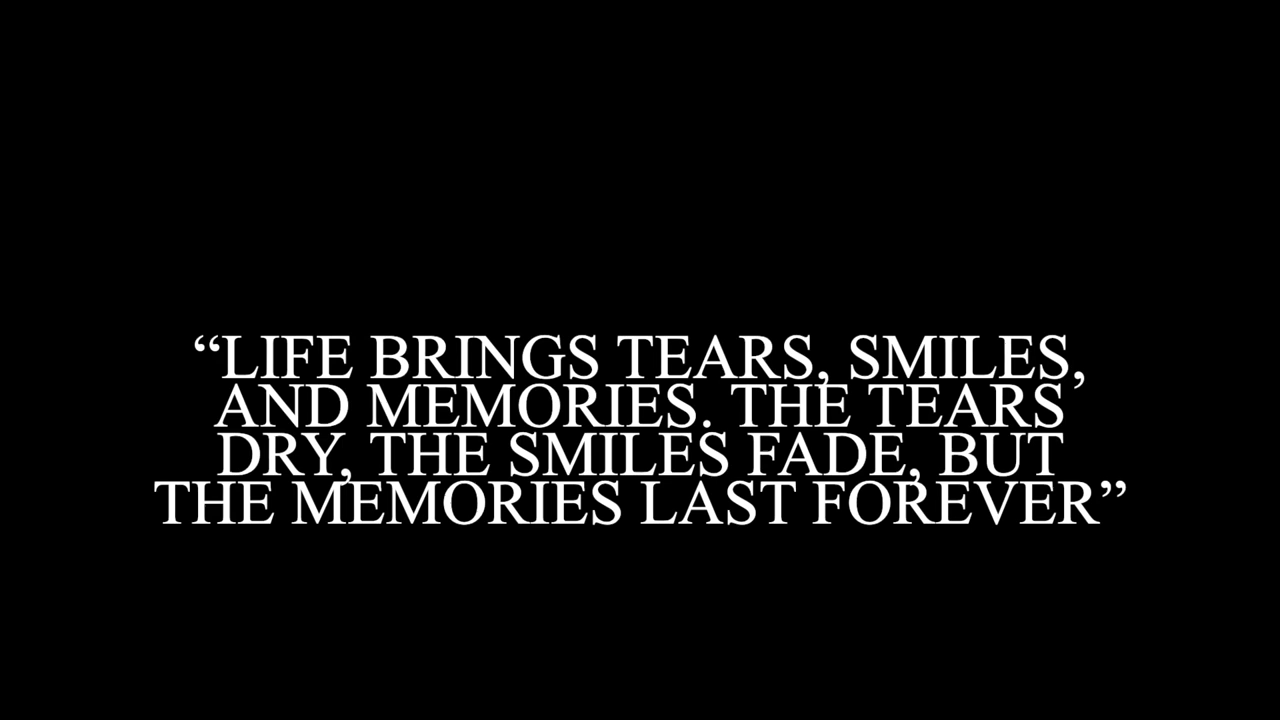 “LIFE BRINGS TEARS, SMILES,
AND MEMORIES. THE TEARS
DRY, THE SMILES FADE, BUT
THE MEMORIES LAST FOREVER”